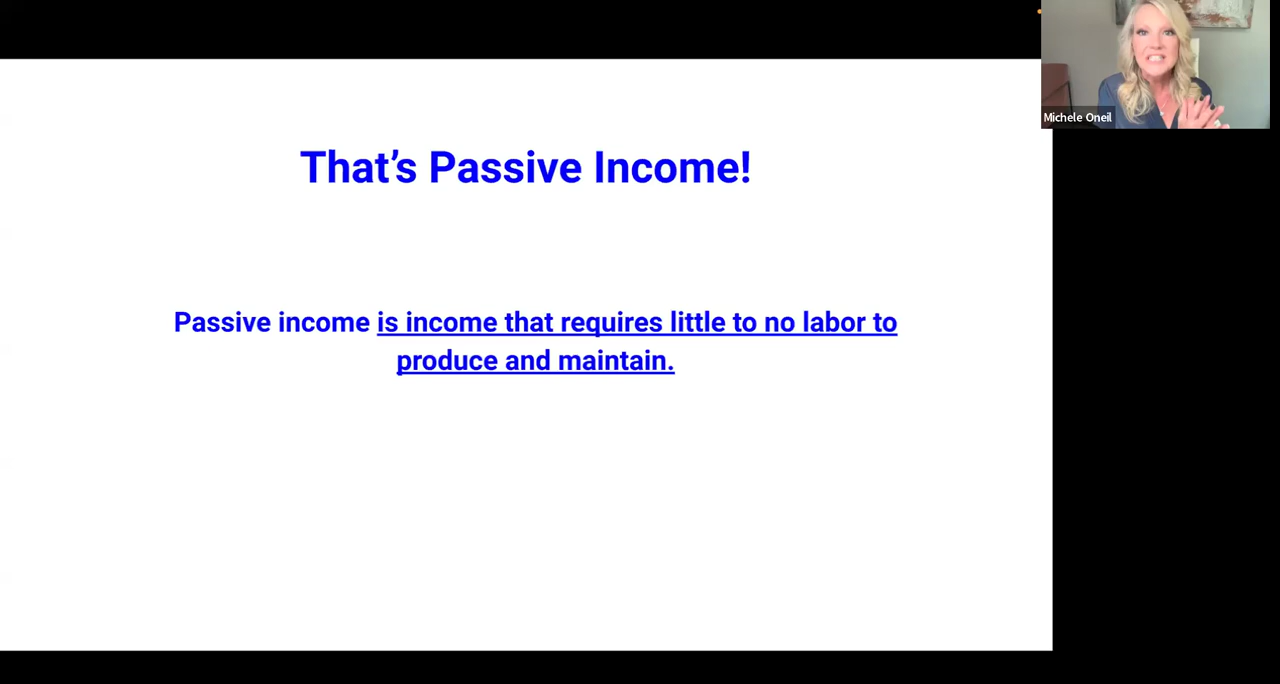 That’s Passive Income!
Passive income is income that requires little to no labor to
produce and maintain.
Michele Oneil